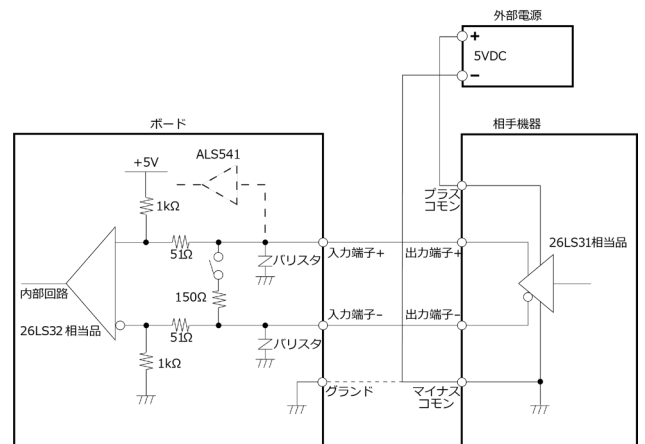 外部電源
+
5VDC
−
ボード
相手機器
ALS541
+5V
1kΩ
プラス
コモン
51Ω
バリスタ
入力端子+
出力端子+
26LS31相当品
内部回路
150Ω
26LS32 相当品
51Ω
バリスタ
入力端子-
出力端子-
1kΩ
グランド
マイナス
コモン